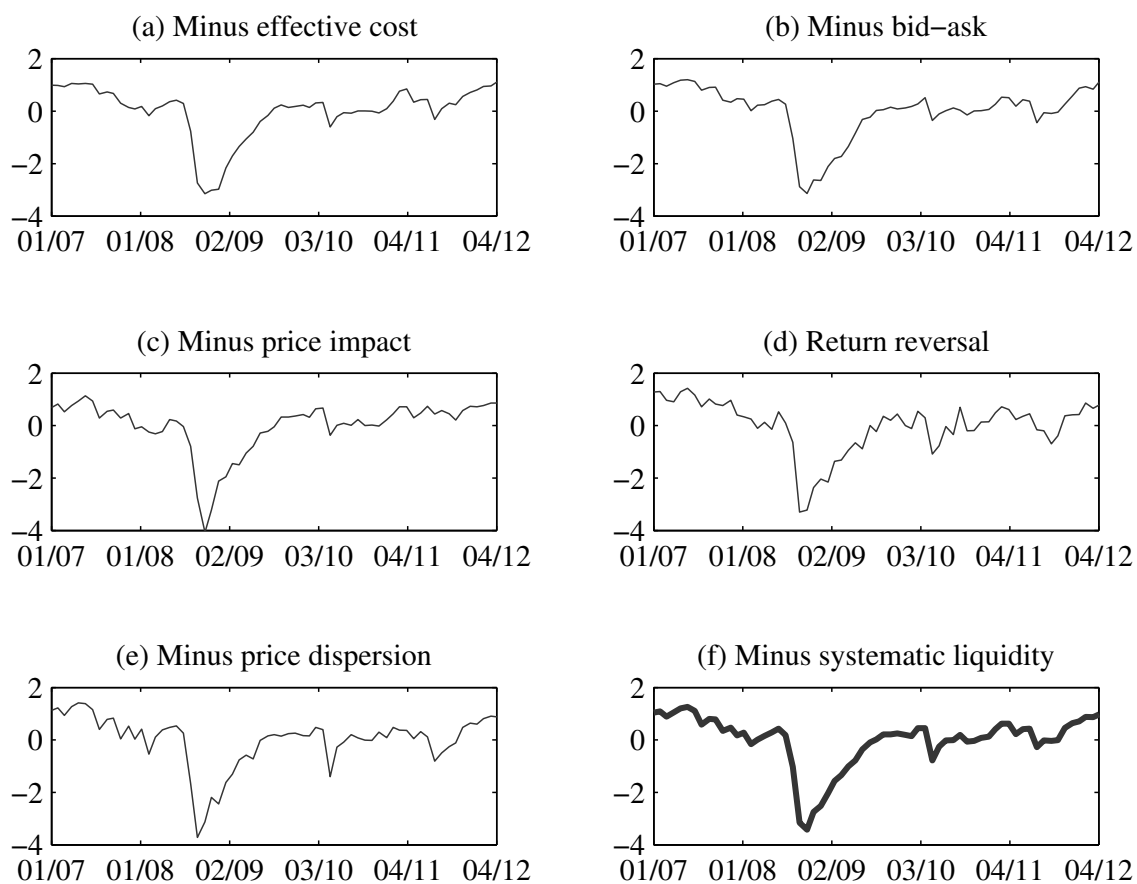 (a) Minus effective cost
2
0
−2
−4
01/07 01/08 02/09 03/10 04/11 04/12
(b) Minus bid−ask
2
0
−2
−4
01/07 01/08 02/09 03/10 04/11 04/12
(c) Minus price impact
2
0
−2
−4
01/07 01/08 02/09 03/10 04/11 04/12
(d) Return reversal
2
0
−2
−4
01/07 01/08 02/09 03/10 04/11 04/12
(e) Minus price dispersion
2
0
−2
−4
01/07 01/08 02/09 03/10 04/11 04/12
(f) Minus systematic liquidity
2
0
−2
−4
01/07 01/08 02/09 03/10 04/11 04/12